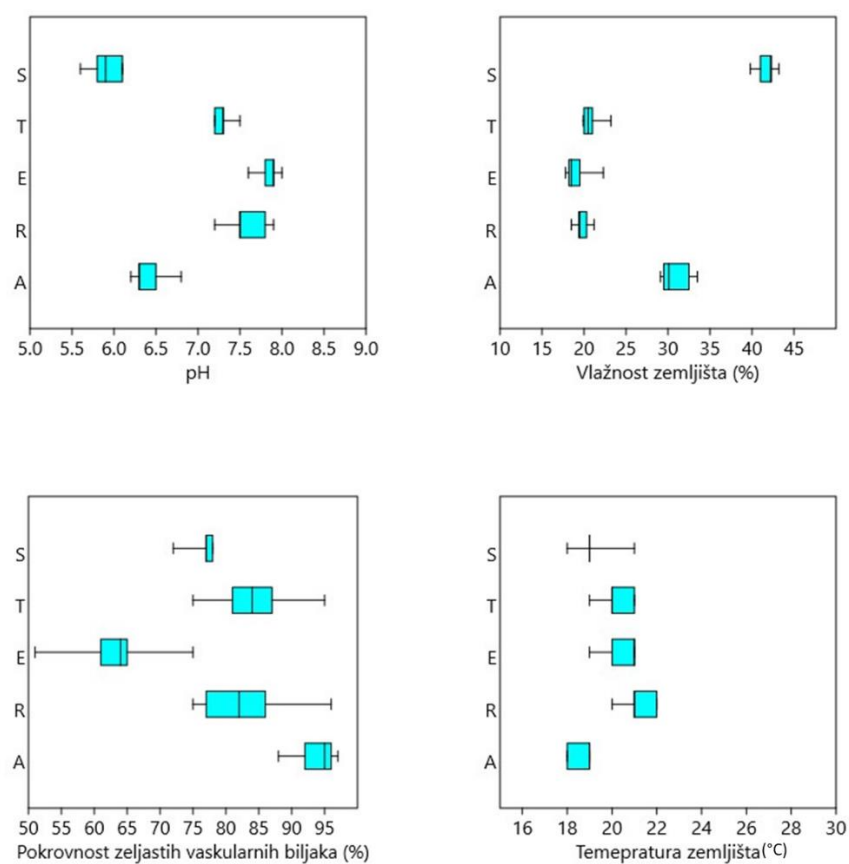 S
T
E
R
A
5.0 5.5 6.0 6.5 7.0 7.5 8.0 8.5 9.0
pH
S
T
E
R
A
10 15 20 25 30 35 40 45
Vlažnost zemljišta (%)
S
T
E
R
A
50 55 60 65 70 75 80 85 90 95
Pokrovnost zeljastih vaskularnih biljaka (%)
S
T
E
R
A
16 18 20 22 24 26 28 30
Temepratura zemljišta(°C)